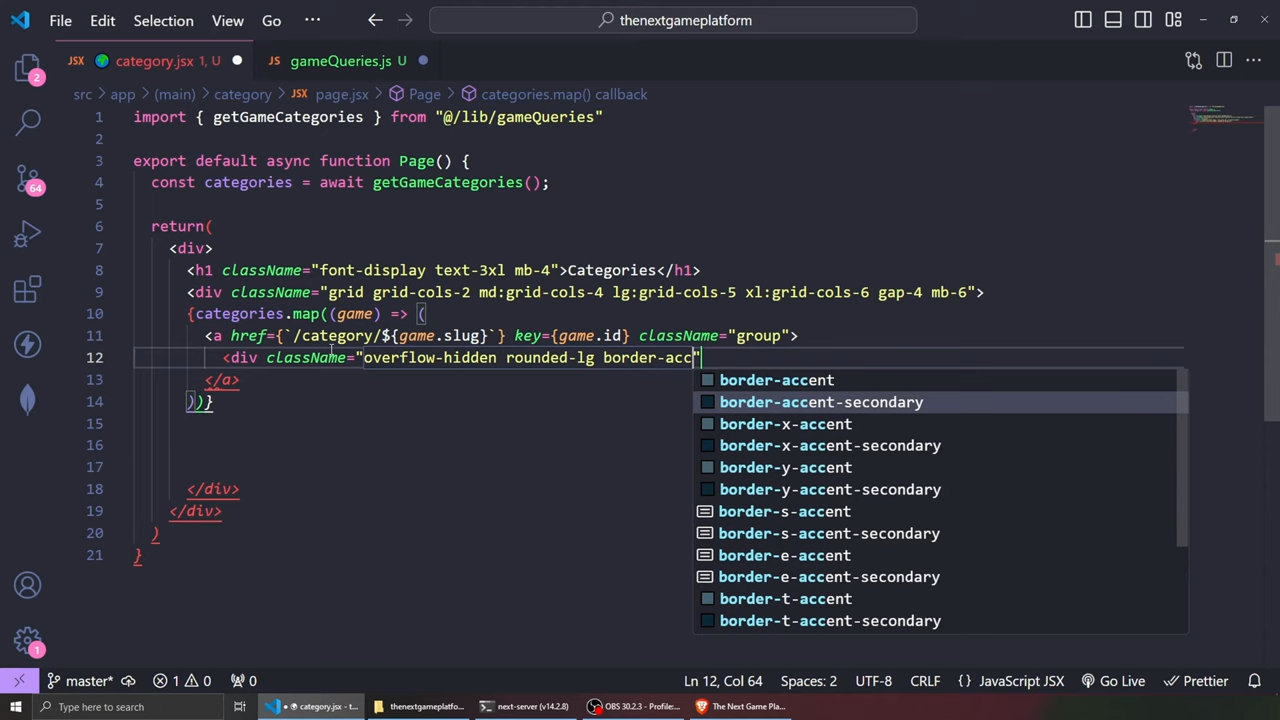 File Edit Selection View Go ··· thenextgameplatform
JSX category.jsx 1, U JS gameQueries.js U
src > app > (main) > category > JSX page.jsx > Page > categories.map() callback
1 import { getGameCategories } from "@/lib/gameQueries"
2
3 export default async function Page() {
4 const categories = await getGameCategories();
5
6 return(
7 <div>
8 <h1 className="font-display text-3xl mb-4">Categories</h1>
9 <div className="grid grid-cols-2 md:grid-cols-4 lg:grid-cols-5 xl:grid-cols-6 gap-4 mb-6">
10 {categories.map((game) => (
11 <a href={`/category/${game.slug}`} key={game.id} className="group">
12 <div className="overflow-hidden rounded-lg border-acc"
13 </a>
border-accent
14 ))}
border-accent-secondary
15
border-x-accent
16
border-x-accent-secondary
17
border-y-accent
18 </div>
border-y-accent-secondary
19 </div>
border-s-accent
20 )
border-s-accent-secondary
21 }
border-e-accent
border-e-accent-secondary
border-t-accent
border-t-accent-secondary
2
64
1
master* 1 0 0 Ln 12, Col 64 Spaces: 2 UTF-8 CRLF {} JavaScript JSX Go Live Prettier
Type here to search category.jsx - t... thenextgameplatfo... next-server (v14.2.8) OBS 30.2.3 - Profile:... The Next Game Pla...